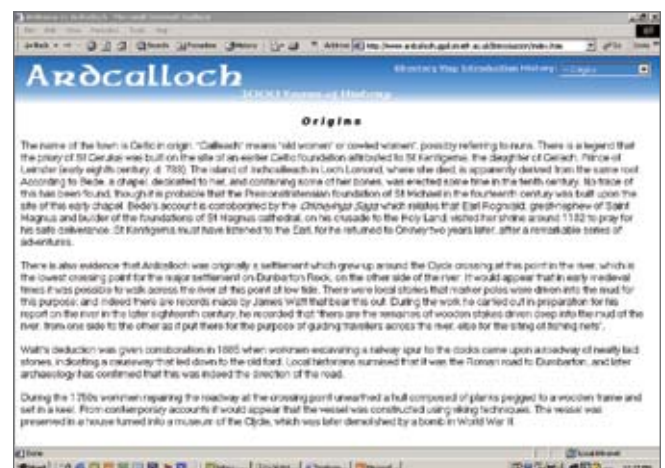 Ardcalloch
1000 Years of History
Directory Map Introduction History:
Origins
The name of the town is Celtic in origin. "Cailleach" means "old women" or cowled women", possibly referring to nuns. There is a legend that
the priory of St Gerulus was built on the site of an earlier Celtic foundation attributed to St Kentigerna, the daughter of Cellach, Prince of
Leinster (early eighth century, d. 733). The island of Inchcailleach in Loch Lomond, where she died, is apparently derived from the same root.
According to Bede, a chapel, dedicated to her, and containing some of her bones, was erected some time in the tenth century. No trace of
this has been found, though it is probable that the Premonstratensian foundation of St Michael in the fourteenth century was built upon the
site of this early chapel. Bede's account is corroborated by the Orkneyinga Saga which relates that Earl Rognvald, great-nephew of Saint
Magnus and builder of the foundations of St Magnus cathedral, on his crusade to the Holy Land, visited her shrine around 1182 to pray for
his safe deliverance. St Kentigerna must have listened to the Earl, for he returned to Orkney two years later, after a remarkable series of
adventures.
There is also evidence that Ardcalloch was originally a settlement which grew up around the Clyde crossing at this point in the river, which is
the lowest crossing point for the major settlement on Dunbarton Rock, on the other side of the river. It would appear that in early medieval
times it was possible to walk across the river at this point at low tide. There were local stories that marker poles were driven into the mud for
this purpose; and indeed there are records made by James Watt that bear this out. During the work he carried out in preparation for his
report on the river in the later eighteenth century, he recorded that "there are the remaines of wooden stakes driven deep into the mud of the
river, from one side to the other as if put there for the purpose of guiding travellers across the river, else for the siting of fishing nets".
Watt's deduction was given corroboration in 1885 when workmen excavating a railway spur to the docks came upon a roadway of neatly laid
stones, indicating a causeway that led down to the old ford. Local historians surmised that it was the Roman road to Dunbarton, and later
archaeology has confirmed that this was indeed the direction of the road.
During the 1750s workmen repairing the roadway at the crossing point unearthed a hull composed of planks pegged to a wooden frame and
set in a keel. From contemporary accounts it would appear that the vessel was constructed using viking techniques. The vessel was
preserved in a house turned into a museum of the Clyde, which was later demolished by a bomb in World War II.
Done